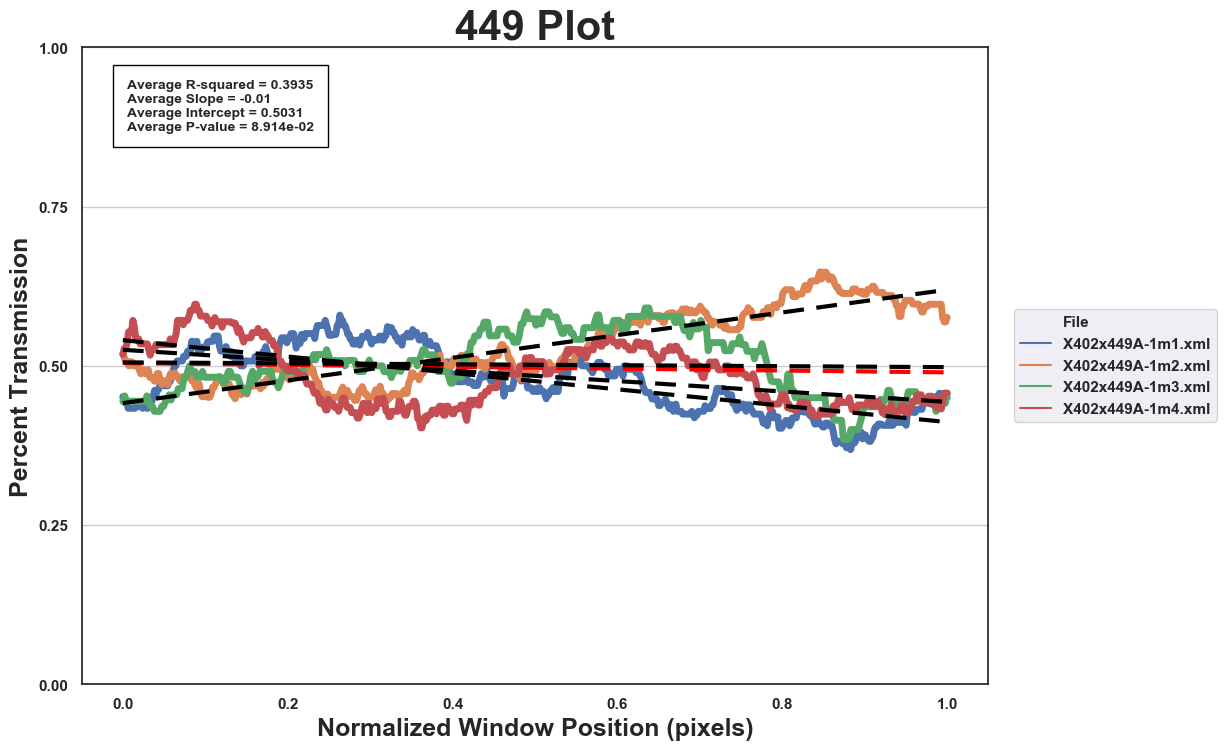 449 Plot
1.00
0.75
0.50
0.25
0.00
Percent Transmission
Average R-squared = 0.3935
Average Slope = -0.01
Average Intercept = 0.5031
Average P-value = 8.914e-02
0.0 0.2 0.4 0.6 0.8 1.0
Normalized Window Position (pixels)
File
X402x449A-1m1.xml
X402x449A-1m2.xml
X402x449A-1m3.xml
X402x449A-1m4.xml